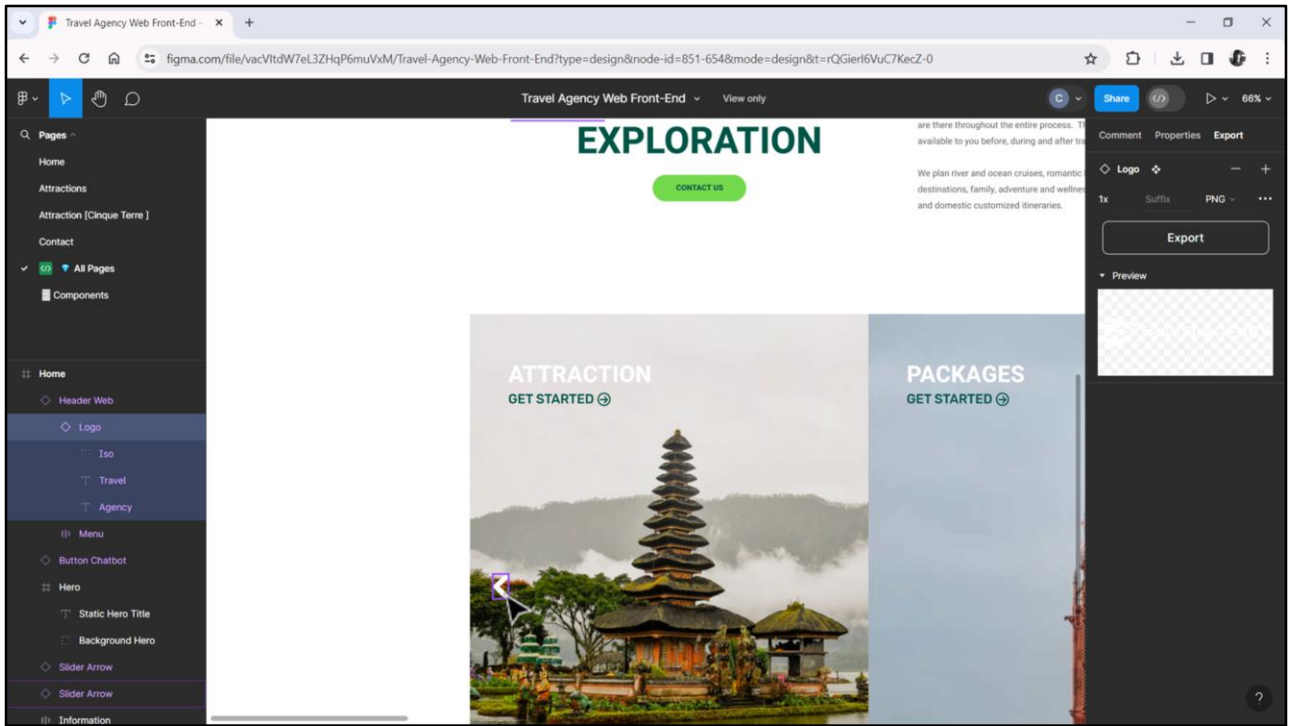 Travel Agency Web Front-End -
figma.com/file/vacVItdW7eL3ZHqP6muVxM/Travel-Agency-Web-Front-End?type=design&node-id=851-654&mode=design&t=rQGierI6VuC7KecZ-0
Travel Agency Web Front-End
View only
C
Share
66%
Pages
Home
Attractions
Attraction [Cinque Terre ]
Contact
All Pages
Components
Home
Header Web
Logo
Iso
Travel
Agency
Menu
Button Chatbot
Hero
Static Hero Title
Background Hero
Slider Arrow
Slider Arrow
Information
EXPLORATION
CONTACT US
are there throughout the entire process.
available to you before, during and after
We plan river and ocean cruises, romantic
destinations, family, adventure and wellnes
and domestic customized itineraries.
ATTRACTION
GET STARTED
PACKAGES
GET STARTED
Comment Properties Export
Logo
1x Suffix PNG
Export
Preview
?